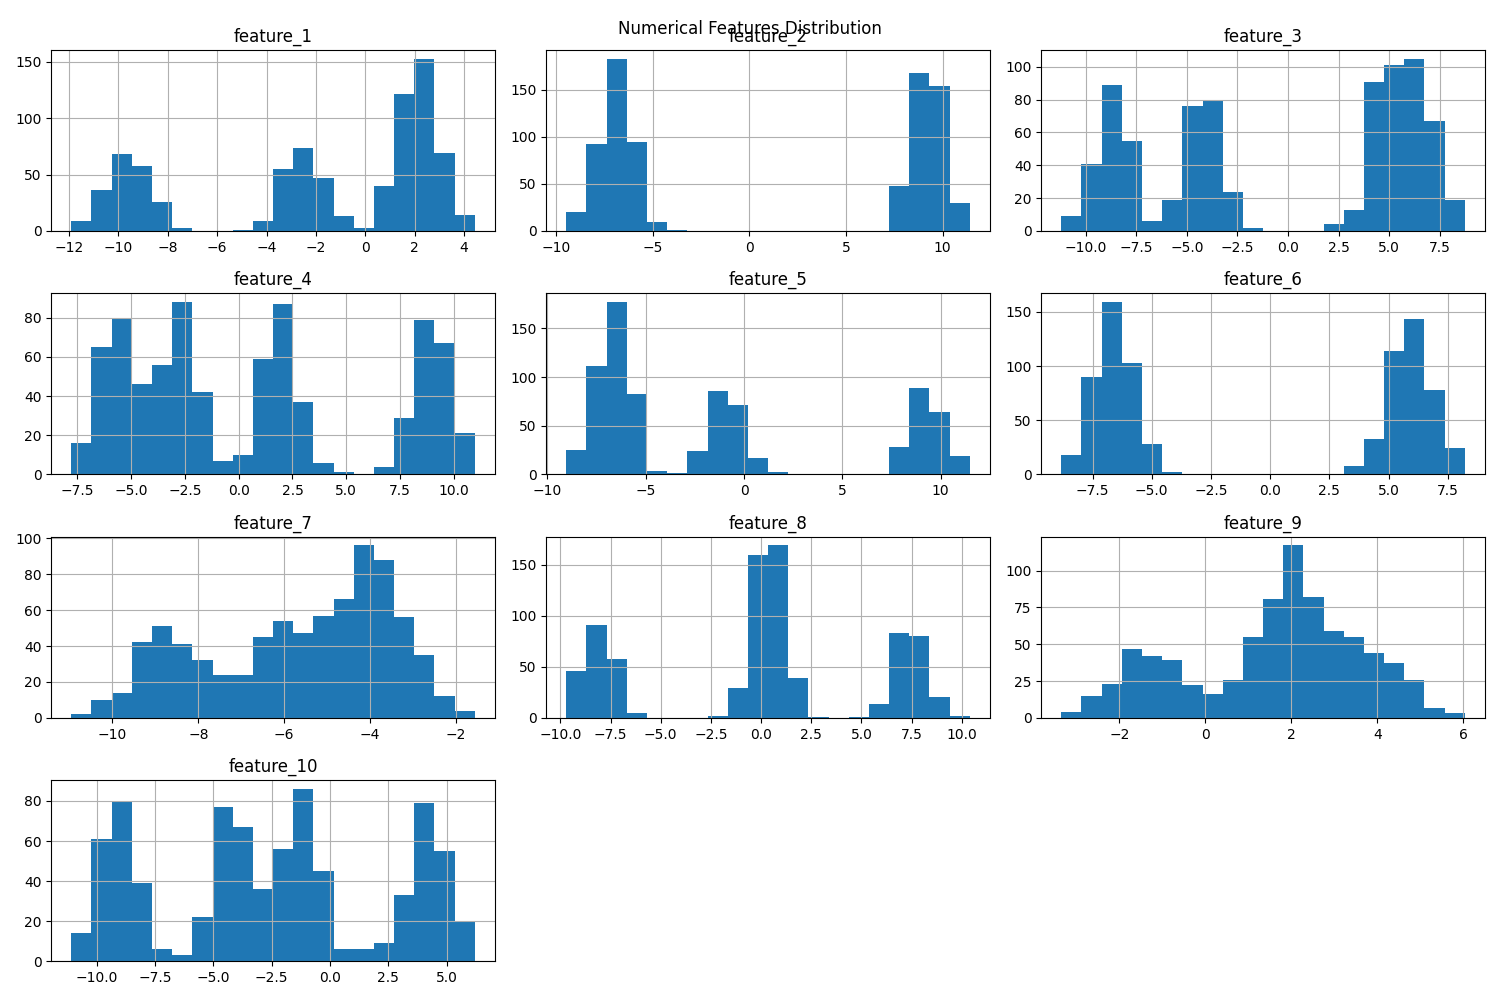 Numerical Features Distribution
feature_1 feature_2 feature_3
150 100 50 0
−12 −10 −8 −6 −4 −2 0 2 4
150 100 50 0
−10 −5 0 5 10
100 80 60 40 20 0
−10.0 −7.5 −5.0 −2.5 0.0 2.5 5.0 7.5
feature_4 feature_5 feature_6
80 60 40 20 0
−7.5 −5.0 −2.5 0.0 2.5 5.0 7.5 10.0
150 100 50 0
−10 −5 0 5 10
150 100 50 0
−7.5 −5.0 −2.5 0.0 2.5 5.0 7.5
feature_7 feature_8 feature_9
100 80 60 40 20 0
−10 −8 −6 −4 −2
150 100 50 0
−10.0 −7.5 −5.0 −2.5 0.0 2.5 5.0 7.5 10.0
100 75 50 25 0
−2 0 2 4 6
feature_10
80 60 40 20 0
−10.0 −7.5 −5.0 −2.5 0.0 2.5 5.0